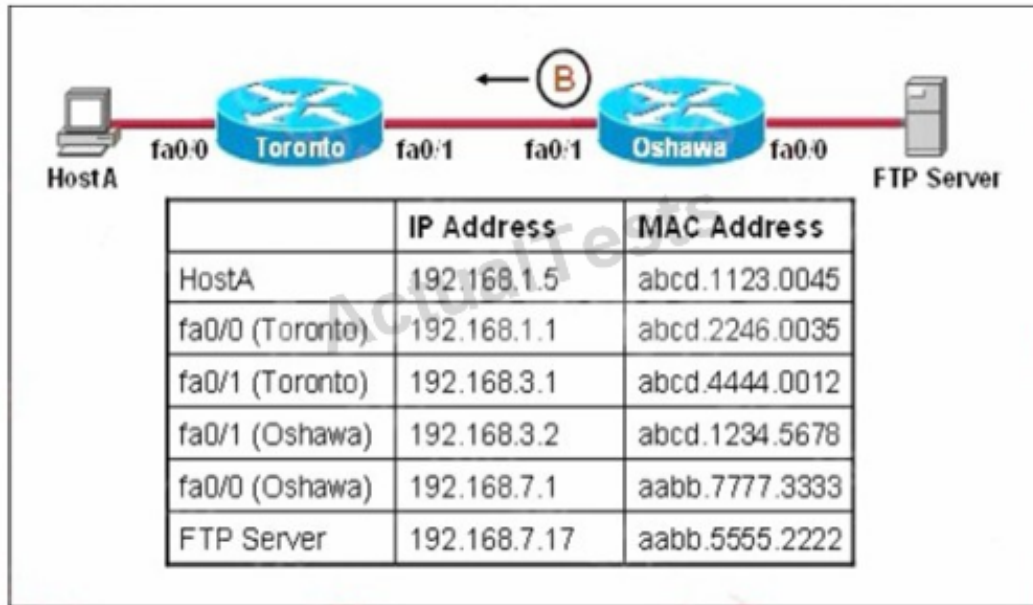 B
Toronto
Oshawa
fa0/0
fa0/1
fa0/1
fa0/0
HostA
FTP Server
IP Address MAC Address
HostA 192.168.1.5 abcd.1123.0045
fa0/0 (Toronto) 192.168.1.1 abcd.2246.0035
fa0/1 (Toronto) 192.168.3.1 abcd.4444.0012
fa0/1 (Oshawa) 192.168.3.2 abcd.1234.5678
fa0/0 (Oshawa) 192.168.7.1 aabb.7777.3333
FTP Server 192.168.7.17 aabb.5555.2222
ActualTests